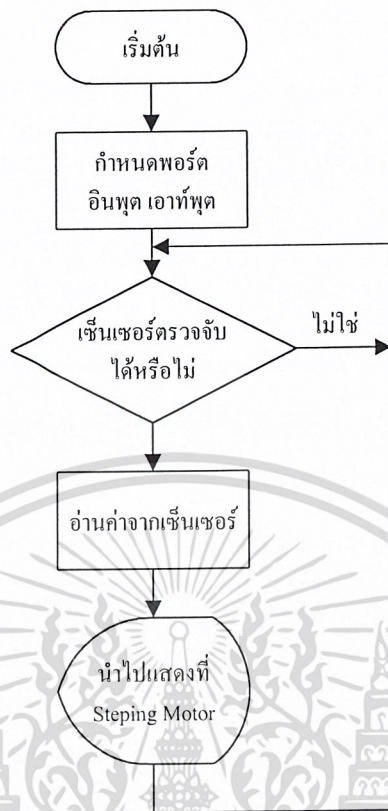 เริ่มต้น
กำหนดพอร์ต
อินพุต เอาท์พุต
เซ็นเซอร์ตรวจจับ
ได้หรือไม่
ไม่ใช่
อ่านค่าจากเซ็นเซอร์
นำไปแสดงที่
Steping Motor